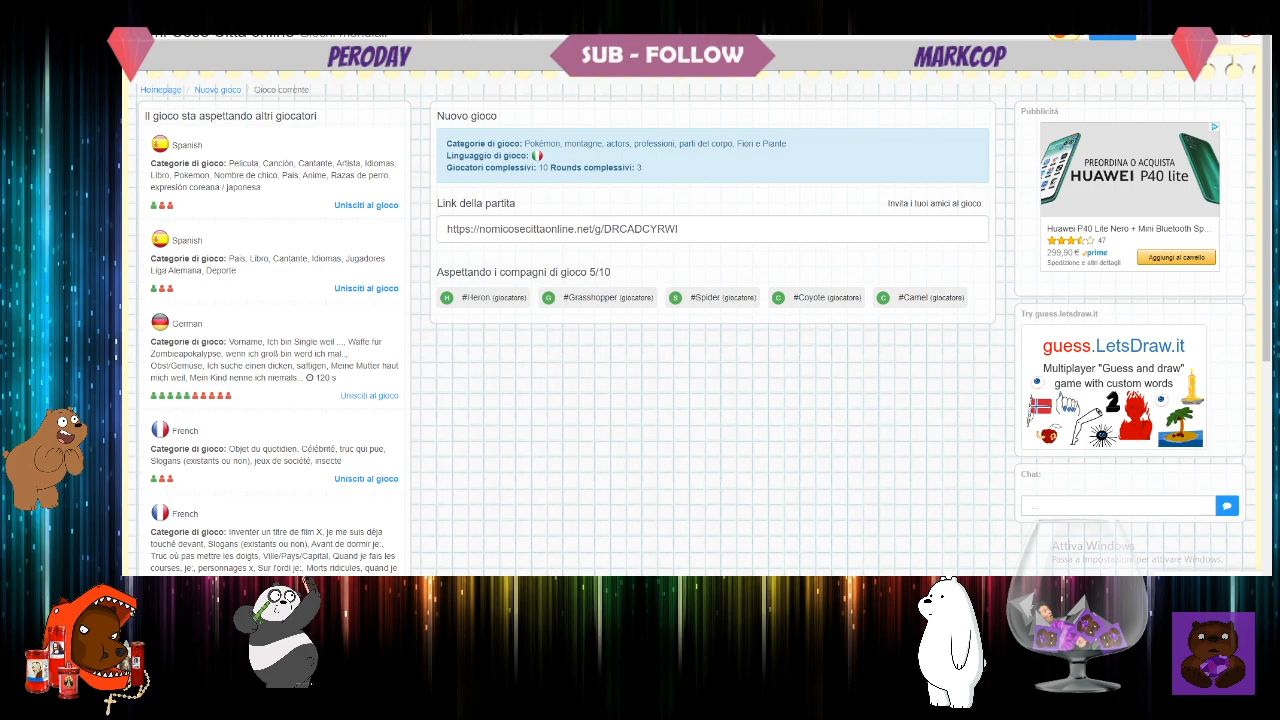 PERODAY
SUB - FOLLOW
MARKCOP
Homepage / Nuovo gioco / Gioco corrente
Il gioco sta aspettando altri giocatori
Spanish
Categorie di gioco: Película, Canción, Cantante, Artista, Idiomas,
Libro, Pokemon, Nombre de chico, País, Anime, Razas de perro,
expresión coreana / japonesa
Unisciti al gioco
Spanish
Categorie di gioco: País, Libro, Cantante, Idiomas, Jugadores
Liga Alemana, Deporte
Unisciti al gioco
German
Categorie di gioco: Vorname, Ich bin Single weil ..., Waffe für
Zombieapokalypse, wenn ich groß bin werd ich mal..,
Obst/Gemüse, Ich suche einen dicken, saftigen, Meine Mutter haut
mich weil, Mein Kind nenne ich niemals... 120 s
Unisciti al gioco
French
Categorie di gioco: Objet du quotidien, Célébrité, truc qui pue,
Slogans (existants ou non), jeux de société, insecte
Unisciti al gioco
French
Categorie di gioco: Inventer un titre de film X, je me suis déja
touché devant, Slogans (existants ou non), Avant de dormir je:,
Truc où pas mettre les doigts, Ville/Pays/Capital, Quand je fais les
courses, je:, personnages x, Sur l'ordi je:, Morts ridicules, quand je
Nuovo gioco
Categorie di gioco: Pokémon, montagne, actors, professioni, parti del corpo, Fiori e Piante
Linguaggio di gioco:
Giocatori complessivi: 10 Rounds complessivi: 3
Link della partita
Invita i tuoi amici al gioco
https://nomicosecittaonline.net/g/DRCADCYRWI
Aspettando i compagni di gioco 5/10
H #Heron (giocatore)
G #Grasshopper (giocatore)
S #Spider (giocatore)
C #Coyote (giocatore)
C #Camel (giocatore)
Pubblicità
PREORDINA O ACQUISTA
HUAWEI P40 lite
Huawei P40 Lite Nero + Mini Bluetooth Sp...
47
299,90 € prime
Spedizione e altri dettagli
Aggiungi al carrello
Try guess.letsdraw.it
guess.LetsDraw.it
Multiplayer "Guess and draw"
game with custom words
2
Chat:
...
Attiva Windows
Passa a Impostazioni per attivare Windows.